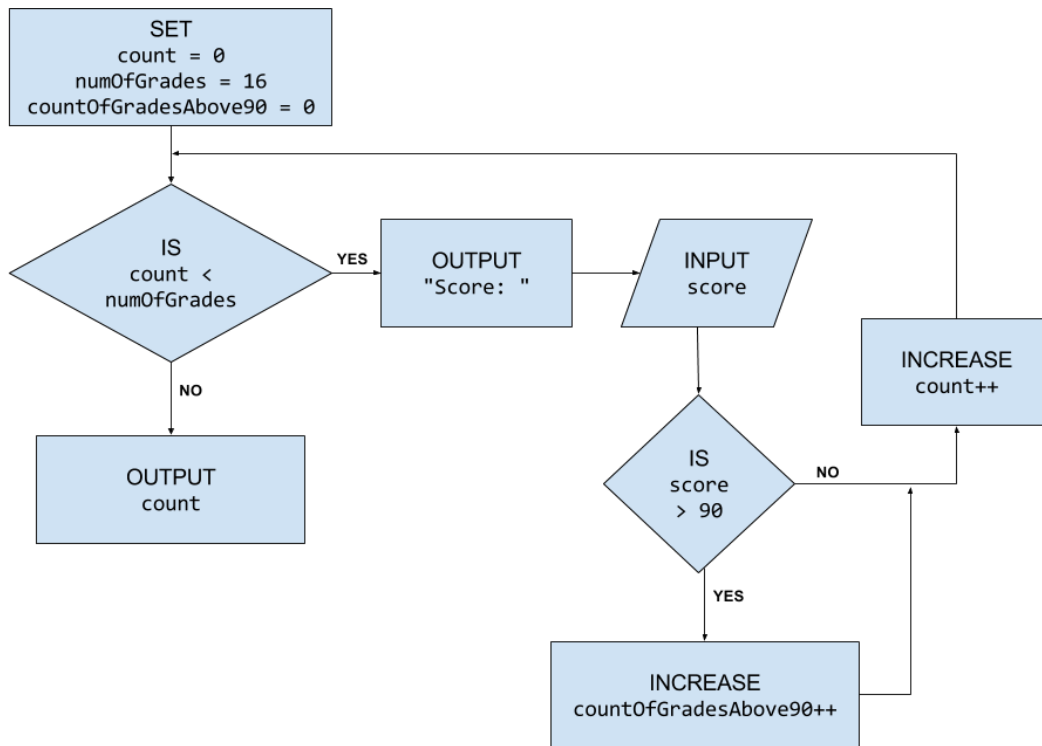 SET
count = 0
numOfGrades = 16
countOfGradesAbove90 = 0
IS
count <
numOfGrades
YES
OUTPUT
"Score: "
INPUT
score
NO
OUTPUT
count
IS
score
> 90
NO
INCREASE
count++
YES
INCREASE
countOfGradesAbove90++